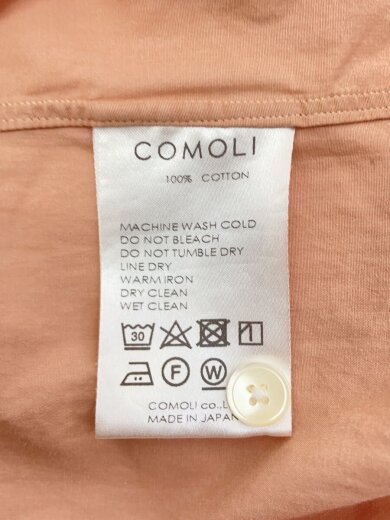 COMOLI
100% COTTON
MACHINE WASH COLD
DO NOT BLEACH
DO NOT TUMBLE DRY
LINE DRY
WARM IRON
DRY CLEAN
WET CLEAN
30
F W
COMOLI co.,L
MADE IN JAPAN